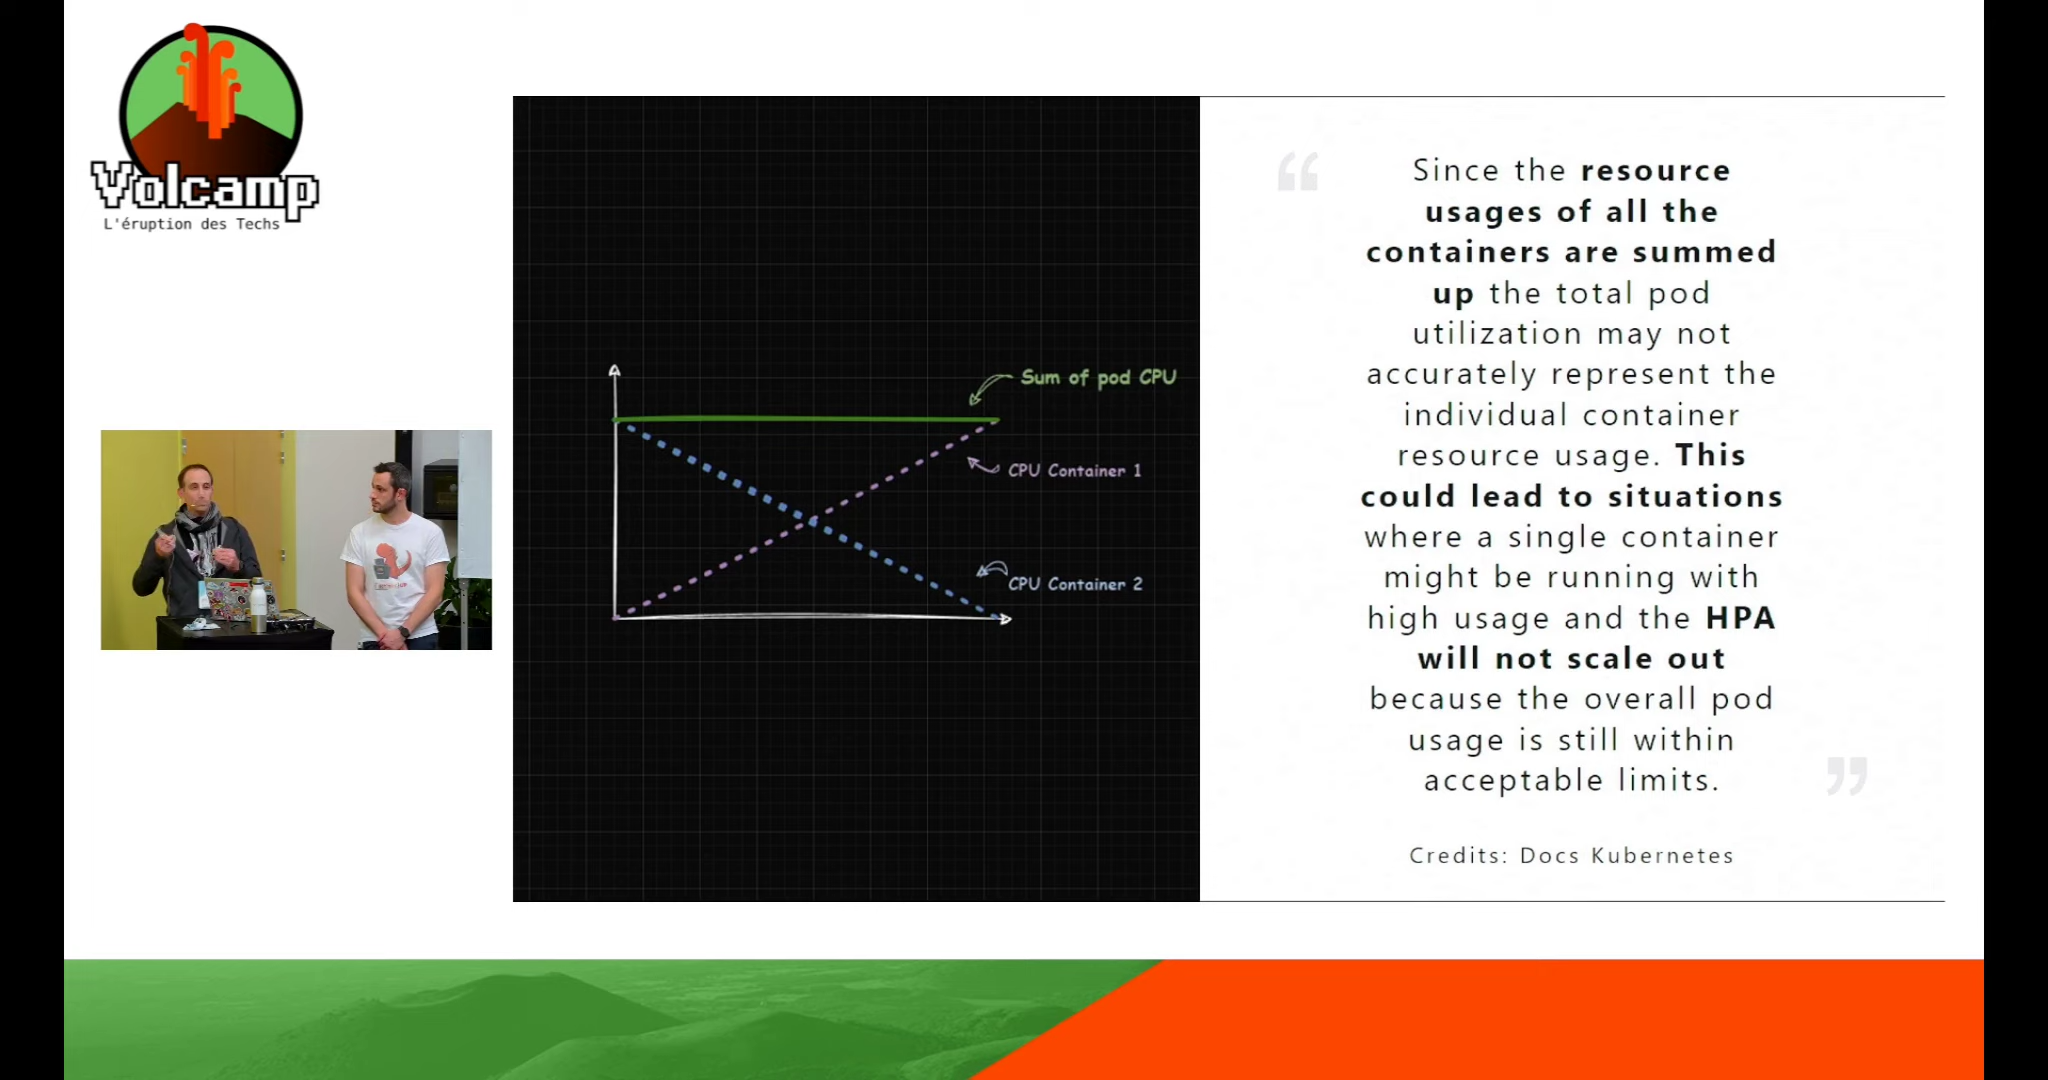 Volcamp
L'éruption des Techs
Sum of pod CPU
CPU Container 1
CPU Container 2
“
Since the resource
usages of all the
containers are summed
up the total pod
utilization may not
accurately represent the
individual container
resource usage. This
could lead to situations
where a single container
might be running with
high usage and the HPA
will not scale out
because the overall pod
usage is still within
acceptable limits.
”
Credits: Docs Kubernetes